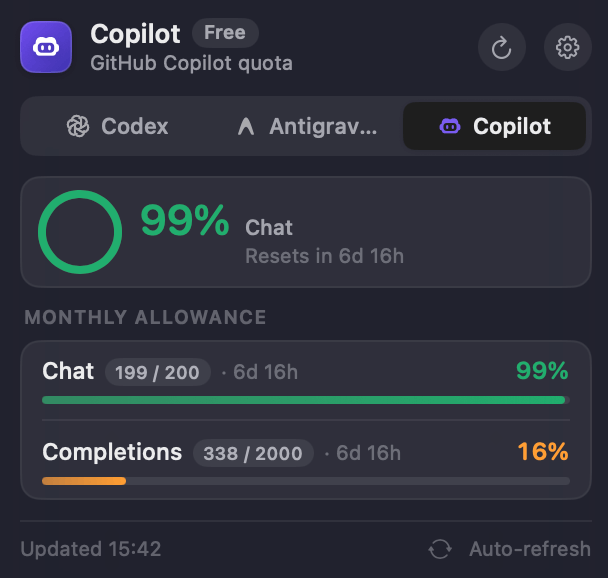 Copilot Free
GitHub Copilot quota
Codex Antigrav... Copilot
99% Chat
Resets in 6d 16h
MONTHLY ALLOWANCE
Chat 199 / 200 · 6d 16h 99%
Completions 338 / 2000 · 6d 16h 16%
Updated 15:42 Auto-refresh